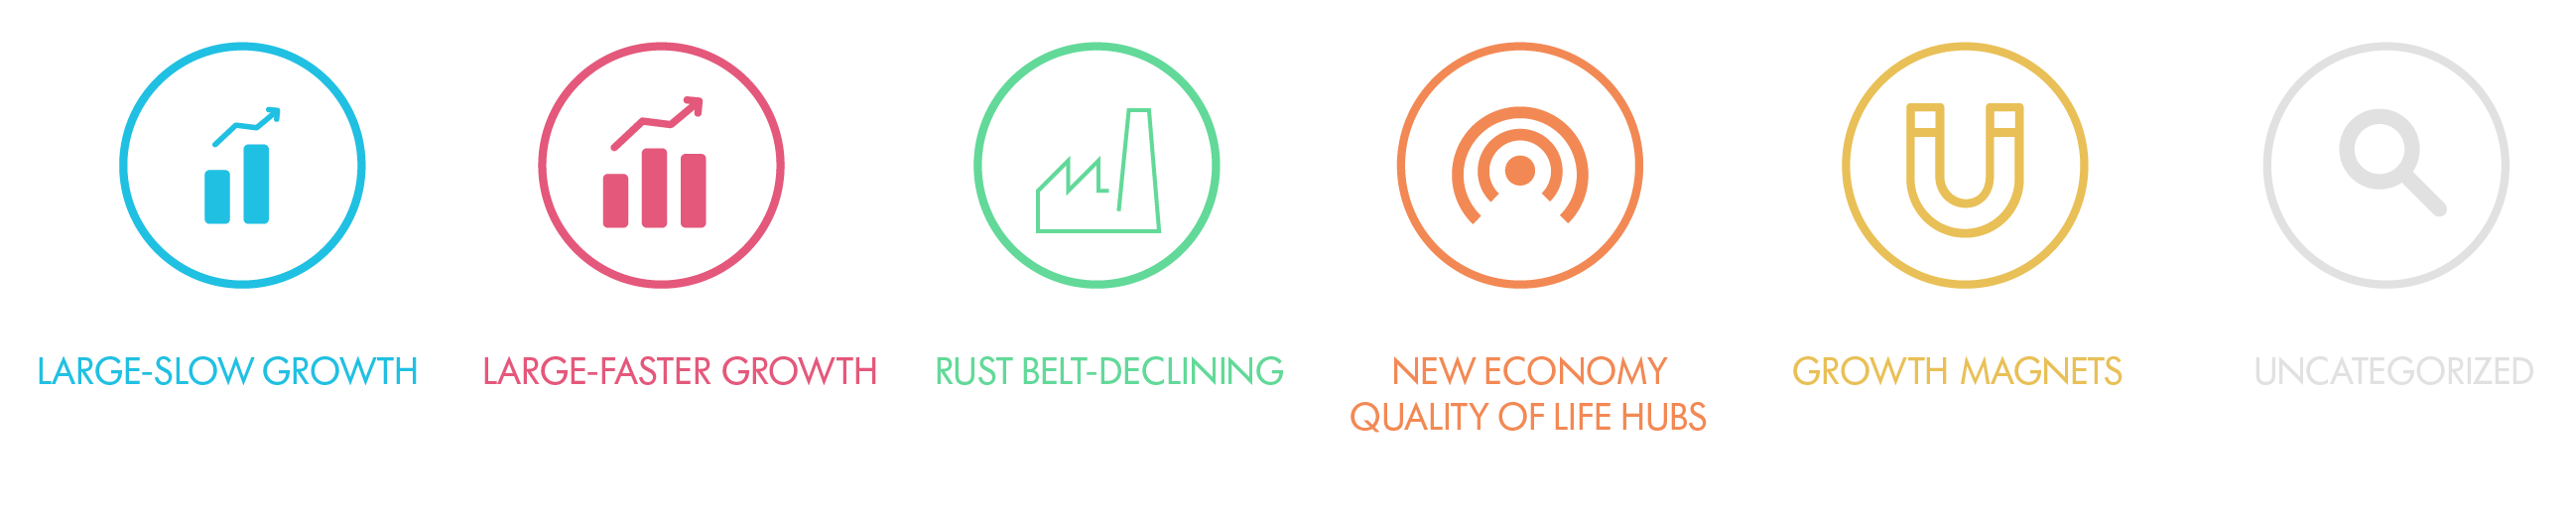 LARGE-SLOW GROWTH
LARGE-FASTER GROWTH
RUST BELT-DECLINING
NEW ECONOMY
QUALITY OF LIFE HUBS
GROWTH MAGNETS
UNCATEGORIZED